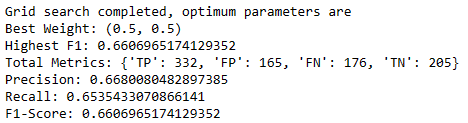 Grid search completed, optimum parameters are
Best Weight: (0.5, 0.5)
Highest F1: 0.6606965174129352
Total Metrics: {'TP': 332, 'FP': 165, 'FN': 176, 'TN': 205}
Precision: 0.6680080482897385
Recall: 0.6535433070866141
F1-Score: 0.6606965174129352